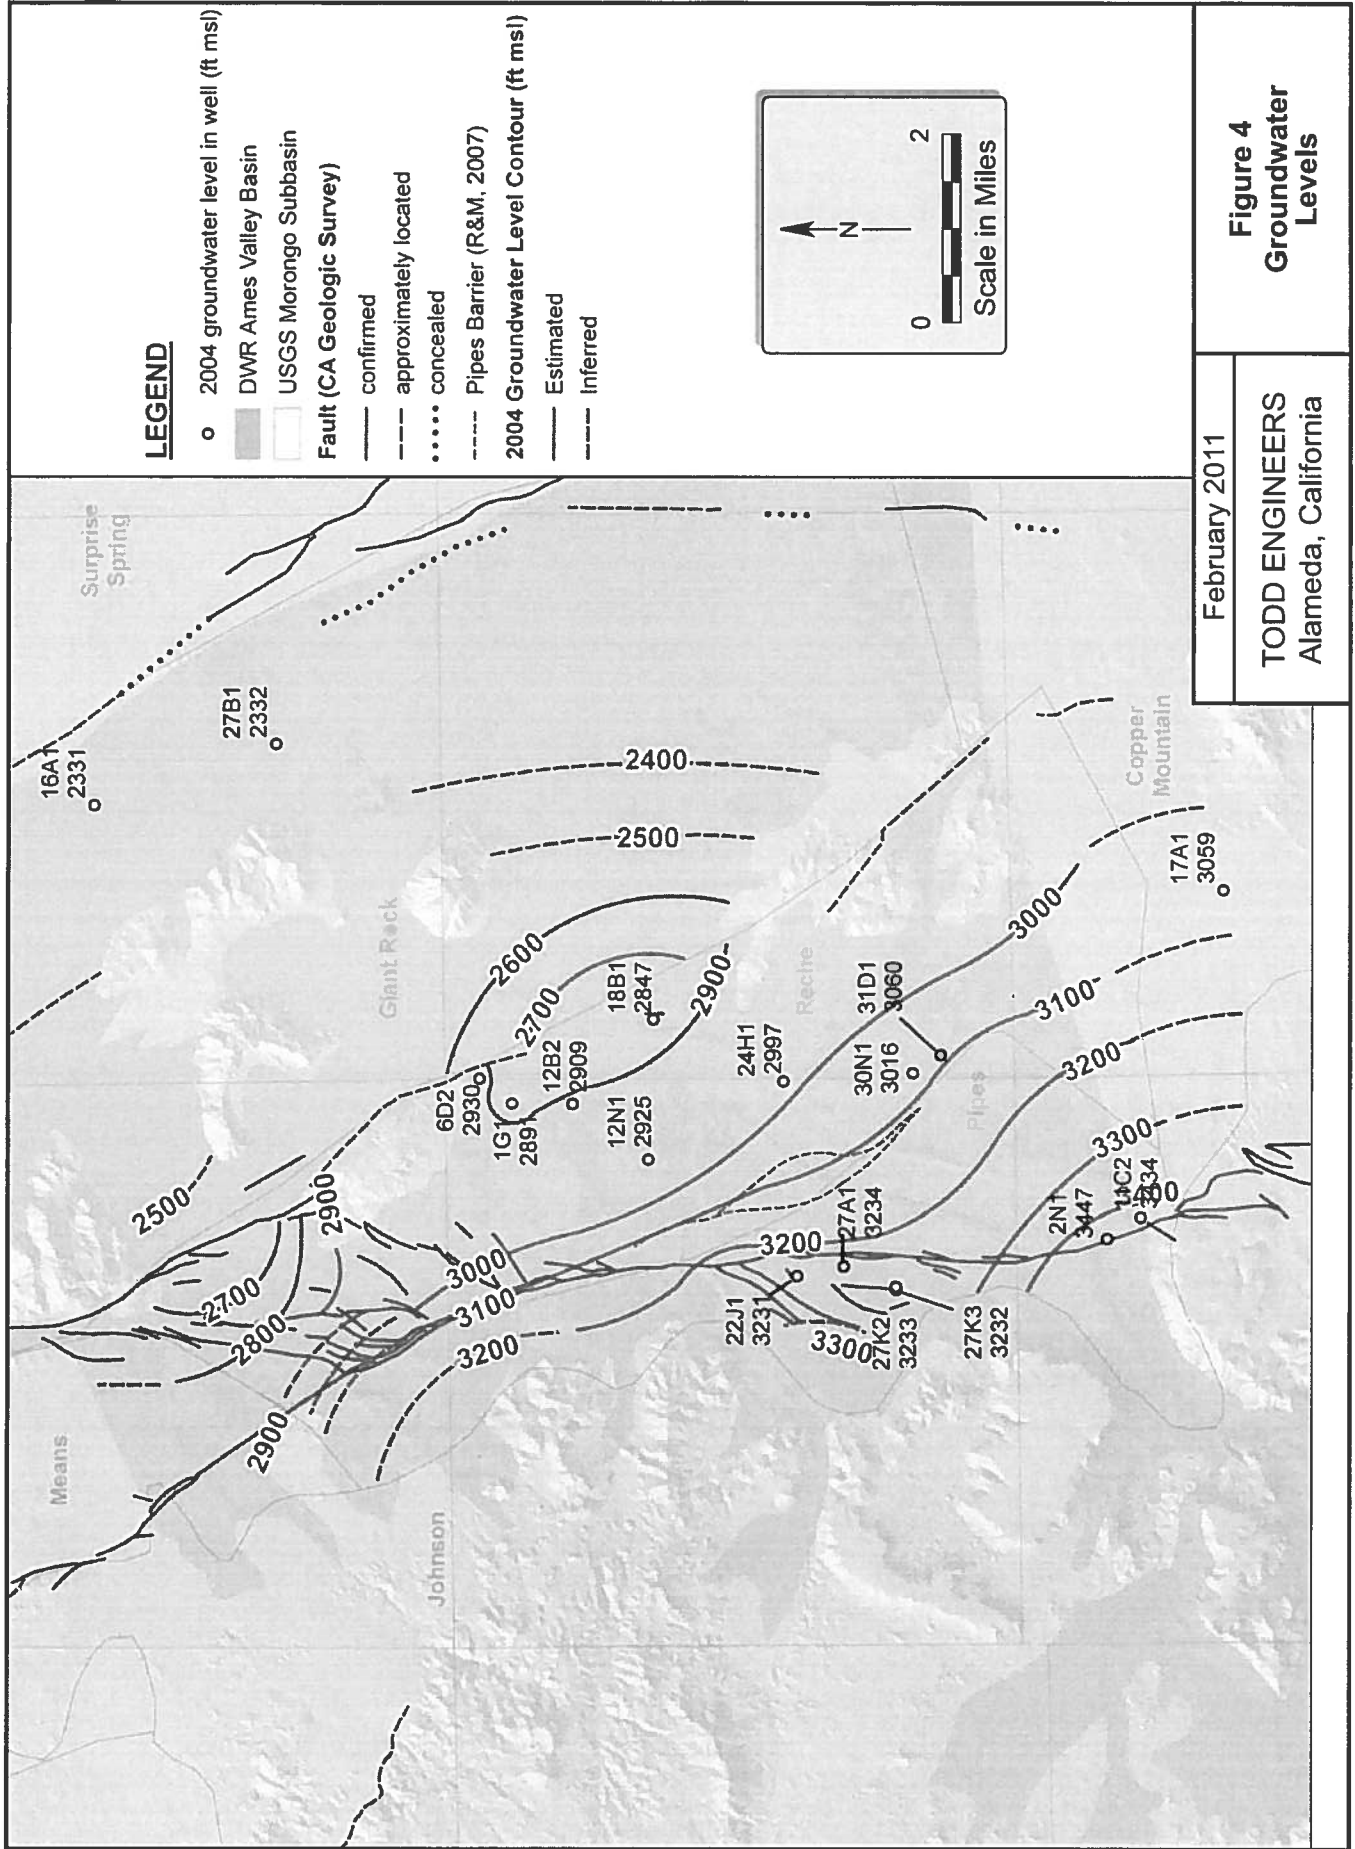 Surprise
Spring
16A1
2331
27B1
2332
2400
2500
Giant Rock
2600
2700
18B1
2847
2900
6D2
2930
1G1
2891
12B2
2909
12N1
2925
24H1
2997
Reche
31D1
3060
30N1
3016
3000
3100
3200
3300
Pipes
Copper
Mountain
17A1
3059
2500
2900
2700
2800
2900
3000
3100
3200
3200
27A1
3234
22J1
3231
3300
27K2
3233
27K3
3232
2N1
3447
3434
Means
Johnson
LEGEND
2004 groundwater level in well (ft msl)
DWR Ames Valley Basin
USGS Morongo Subbasin
Fault (CA Geologic Survey)
confirmed
approximately located
concealed
Pipes Barrier (R&M, 2007)
2004 Groundwater Level Contour (ft msl)
Estimated
Inferred
N
0 2
Scale in Miles
February 2011
TODD ENGINEERS
Alameda, California
Figure 4
Groundwater
Levels